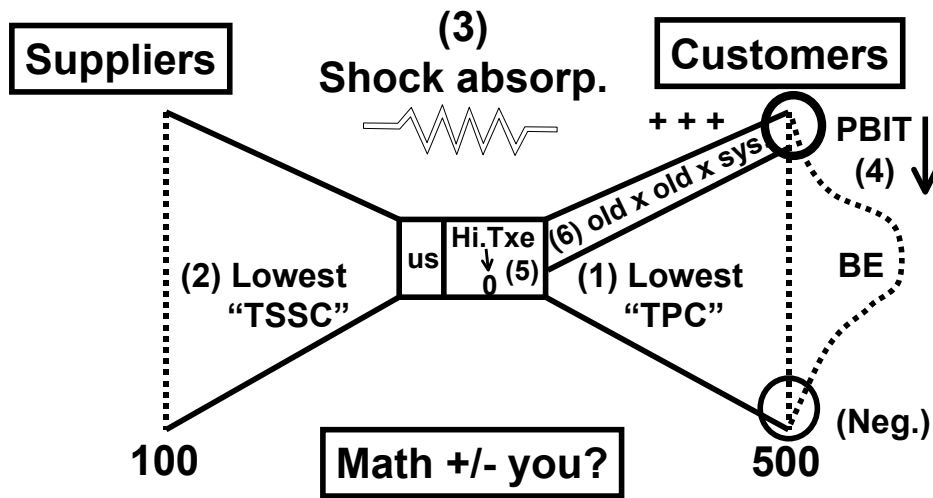 (3)
Suppliers
Shock absorp.
Customers
+ + +
PBIT
(4)
(6) old x old x sys.
us
Hi.Txe
0 (5)
(2) Lowest
“TSSC”
(1) Lowest
“TPC”
BE
(Neg.)
100
Math +/- you?
500